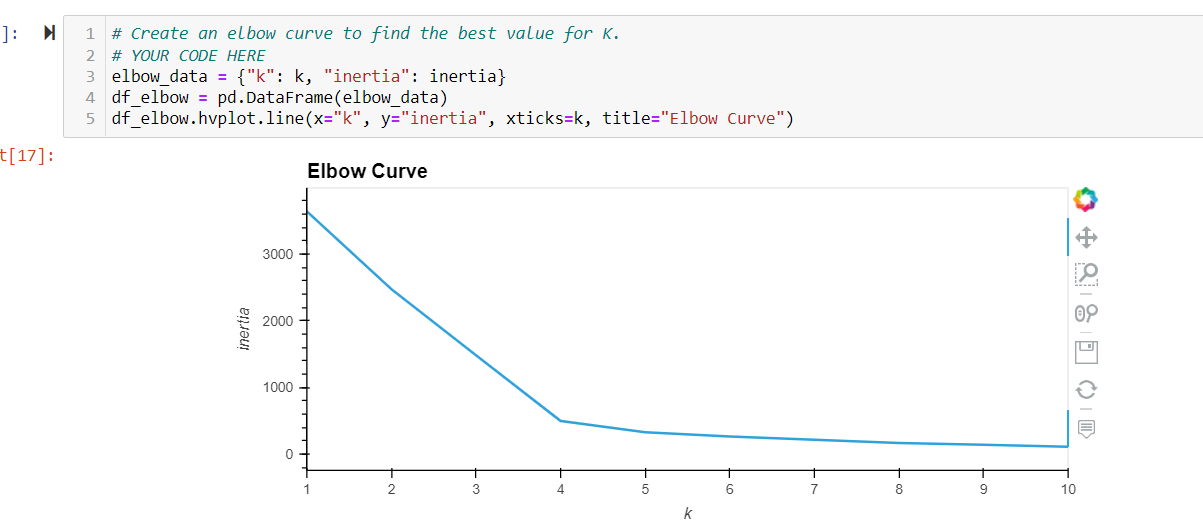 ]:
1 # Create an elbow curve to find the best value for K.
2 # YOUR CODE HERE
3 elbow_data = {"k": k, "inertia": inertia}
4 df_elbow = pd.DataFrame(elbow_data)
5 df_elbow.hvplot.line(x="k", y="inertia", xticks=k, title="Elbow Curve")
t[17]:
Elbow Curve
3000
2000
1000
0
inertia
1 2 3 4 5 6 7 8 9 10
k